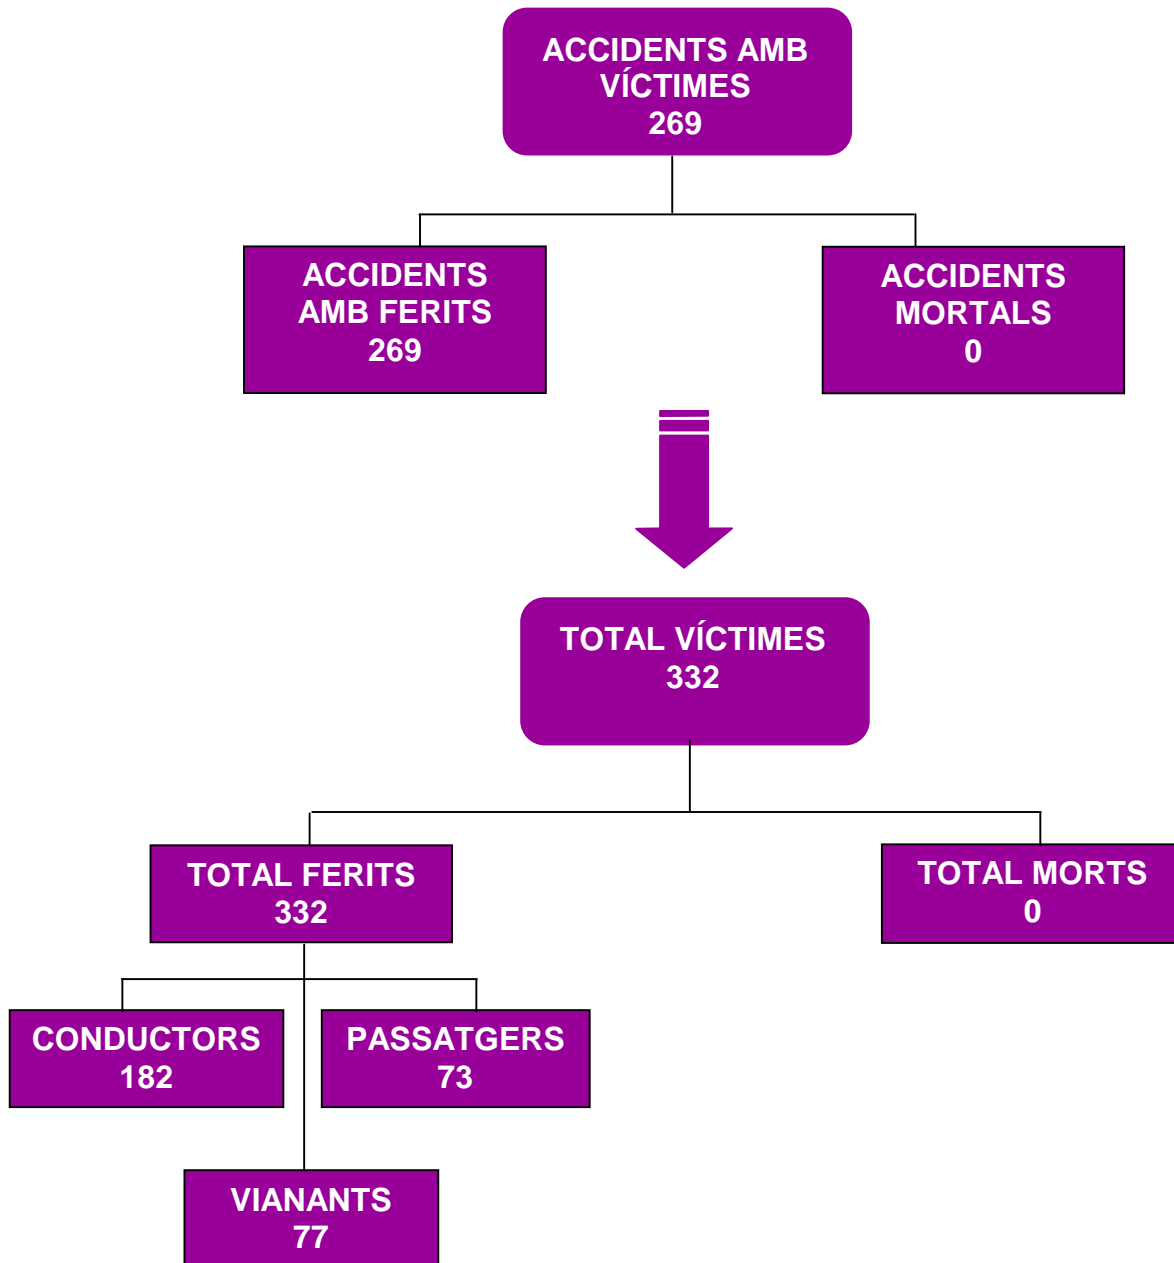 ACCIDENTS AMB
VÍCTIMES
269
ACCIDENTS
AMB FERITS
269
ACCIDENTS
MORTALS
0
TOTAL VÍCTIMES
332
TOTAL FERITS
332
TOTAL MORTS
0
CONDUCTORS
182
PASSATGERS
73
VIANANTS
77